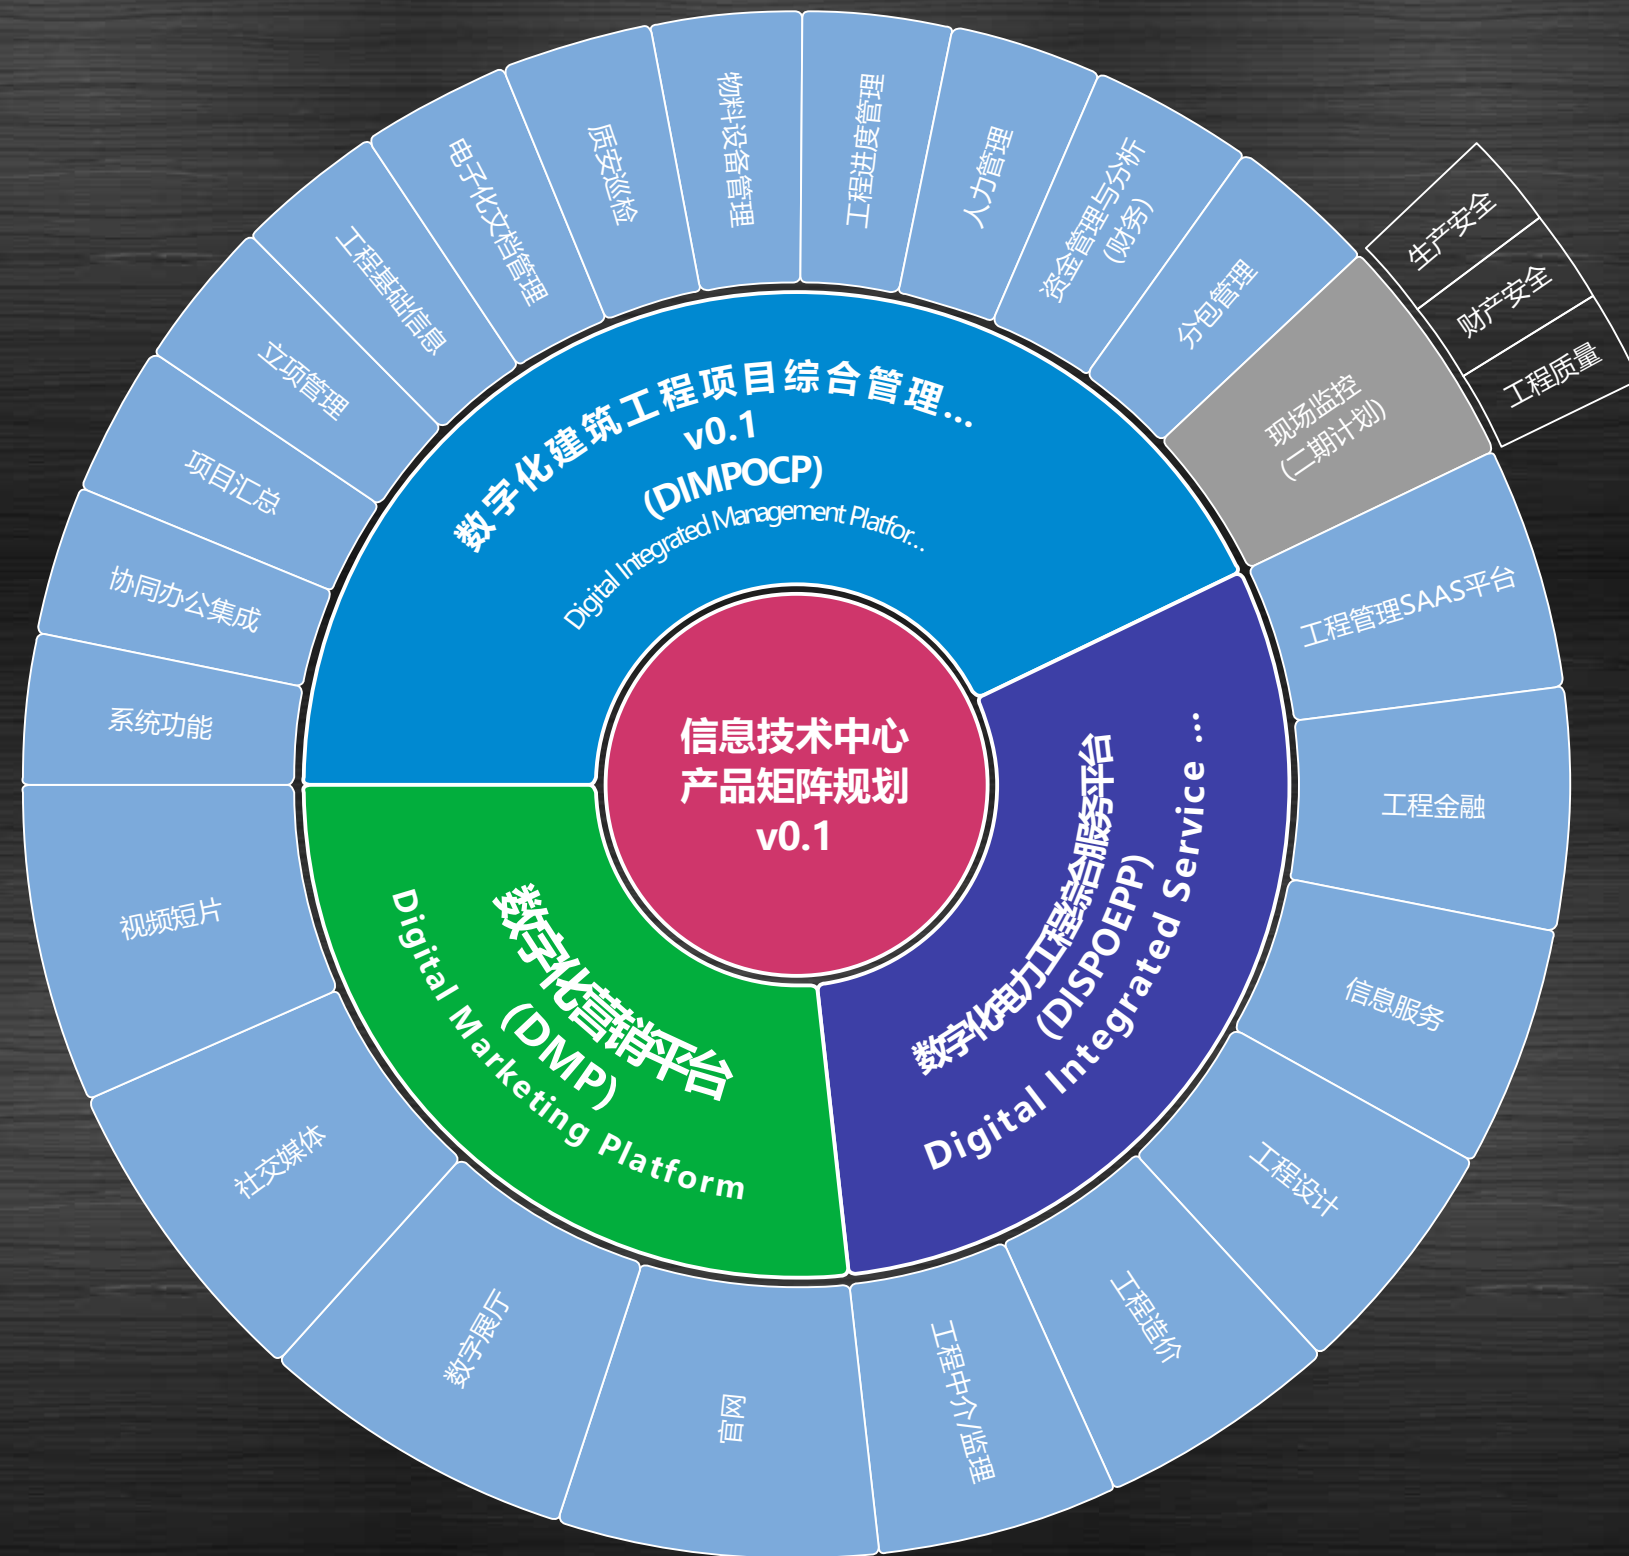 信息技术中心
产品矩阵规划
v0.1
数字化建筑工程项目综合管理...
v0.1
(DIMPOCP)
Digital Integrated Management Platfor...
数字化电力工程综合服务平台
(DISPOEPP)
Digital Integrated Service ...
数字化营销平台
(DMP)
Digital Marketing Platform
系统功能
协同办公集成
项目汇总
立项管理
工程基础信息
电子化文档管理
质安巡检
物料设备管理
工程进度管理
人力管理
资金管理与分析
(财务)
分包管理
现场监控
(二期计划)
生产安全
财产安全
工程质量
工程管理SAAS平台
工程金融
信息服务
工程设计
工程造价
工程中介/监理
官网
数字展厅
社交媒体
视频短片